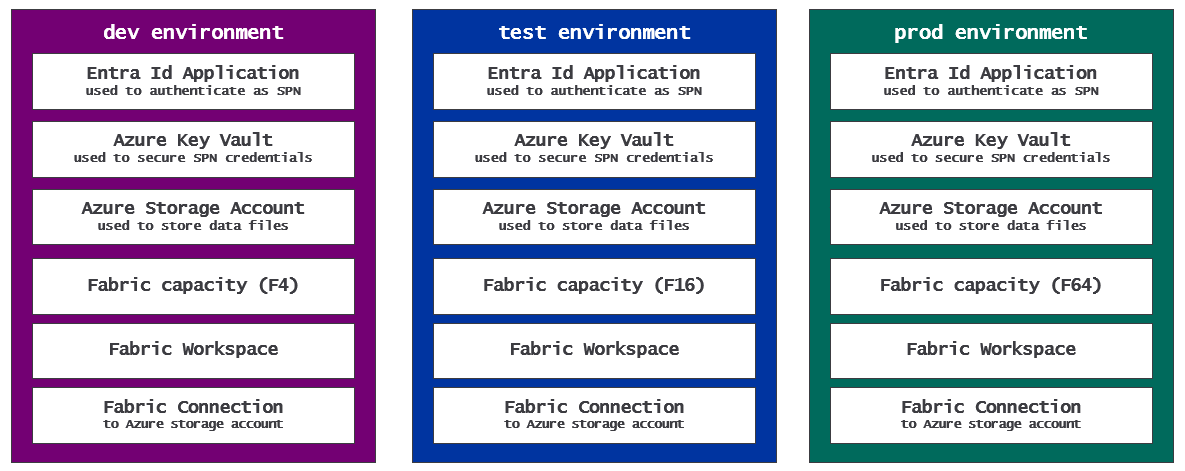 dev environment
Entra Id Application
used to authenticate as SPN
Azure Key Vault
used to secure SPN credentials
Azure Storage Account
used to store data files
Fabric capacity (F4)
Fabric Workspace
Fabric Connection
to Azure storage account
test environment
Entra Id Application
used to authenticate as SPN
Azure Key Vault
used to secure SPN credentials
Azure Storage Account
used to store data files
Fabric capacity (F16)
Fabric Workspace
Fabric Connection
to Azure storage account
prod environment
Entra Id Application
used to authenticate as SPN
Azure Key Vault
used to secure SPN credentials
Azure Storage Account
used to store data files
Fabric capacity (F64)
Fabric Workspace
Fabric Connection
to Azure storage account